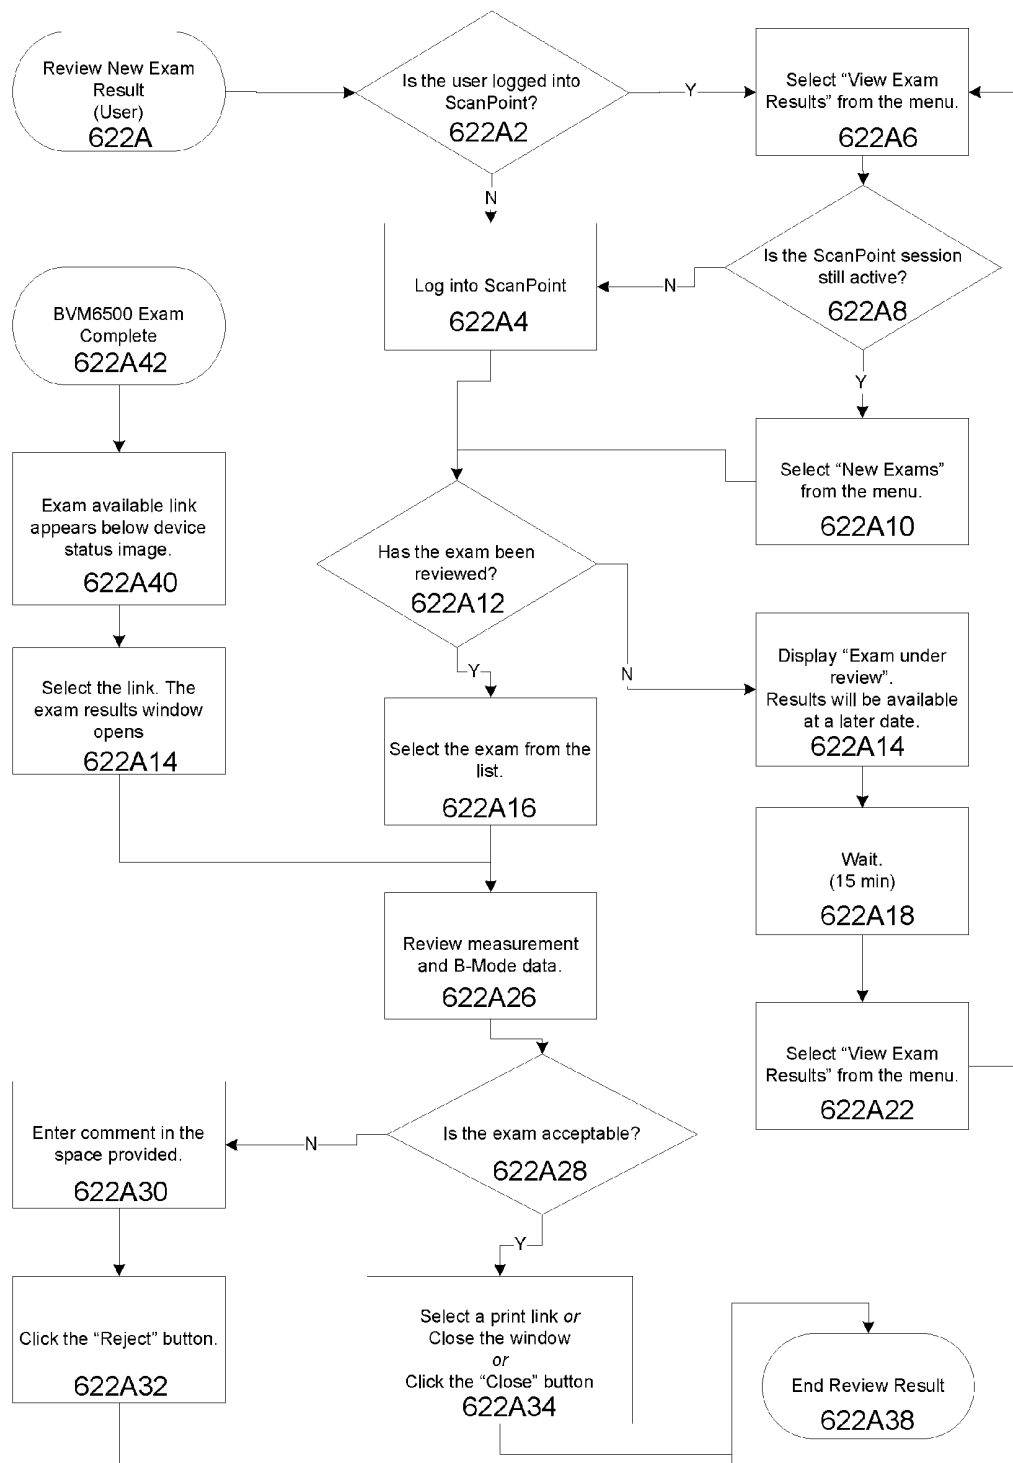 Review New Exam
Result
(User)
622A
Is the user logged into
ScanPoint?
622A2
Y
N
Select “View Exam
Results” from the menu.
622A6
Log into ScanPoint
622A4
N
Is the ScanPoint session
still active?
622A8
Y
BVM6500 Exam
Complete
622A42
Select “New Exams”
from the menu.
622A10
Exam available link
appears below device
status image.
622A40
Has the exam been
reviewed?
622A12
Y
N
Display “Exam under
review”.
Results will be available
at a later date.
622A14
Select the link. The
exam results window
opens
622A14
Select the exam from the
list.
622A16
Wait.
(15 min)
622A18
Review measurement
and B-Mode data.
622A26
Select “View Exam
Results” from the menu.
622A22
Enter comment in the
space provided.
622A30
N
Is the exam acceptable?
622A28
Y
Click the “Reject” button.
622A32
Select a print link or
Close the window
or
Click the “Close” button
622A34
End Review Result
622A38